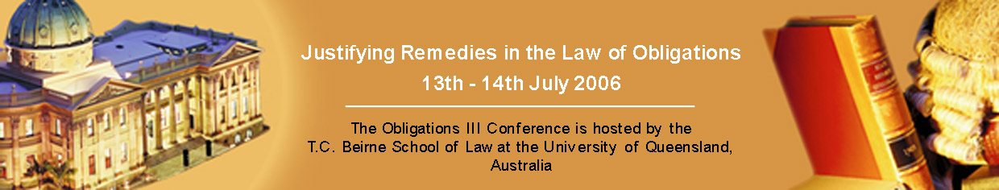 Justifying Remedies in the Law of Obligations
13th - 14th July 2006
The Obligations III Conference is hosted by the
T.C. Beirne School of Law at the University of Queensland,
Australia